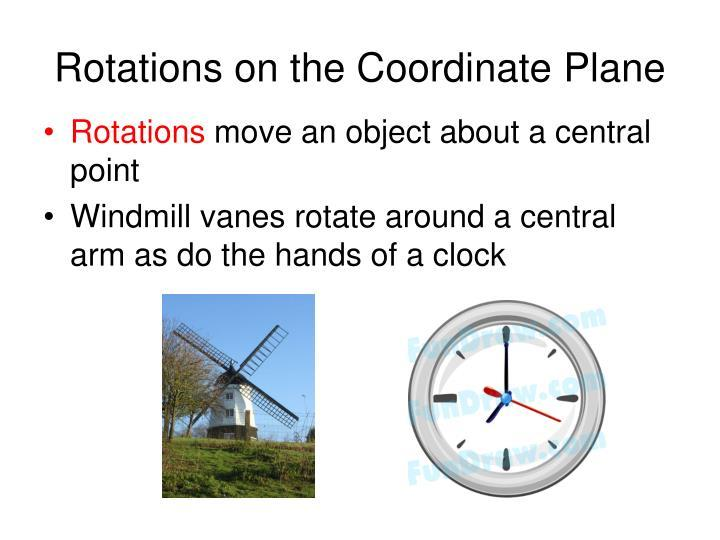 Rotations on the Coordinate Plane
• Rotations move an object about a central
point
• Windmill vanes rotate around a central
arm as do the hands of a clock
FunDraw.com
FunDraw.com
FunDraw.com